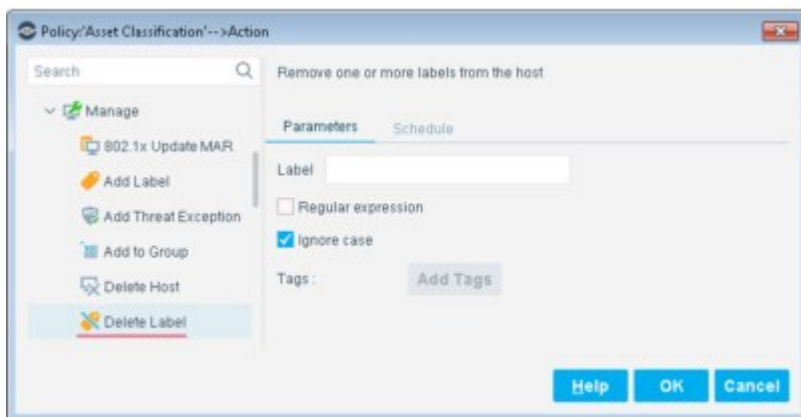 Policy:'Asset Classification'-->Action
Search
Manage
802.1x Update MAR
Add Label
Add Threat Exception
Add to Group
Delete Host
Delete Label
Remove one or more labels from the host
Parameters Schedule
Label
Regular expression
Ignore case
Tags : Add Tags
Help OK Cancel